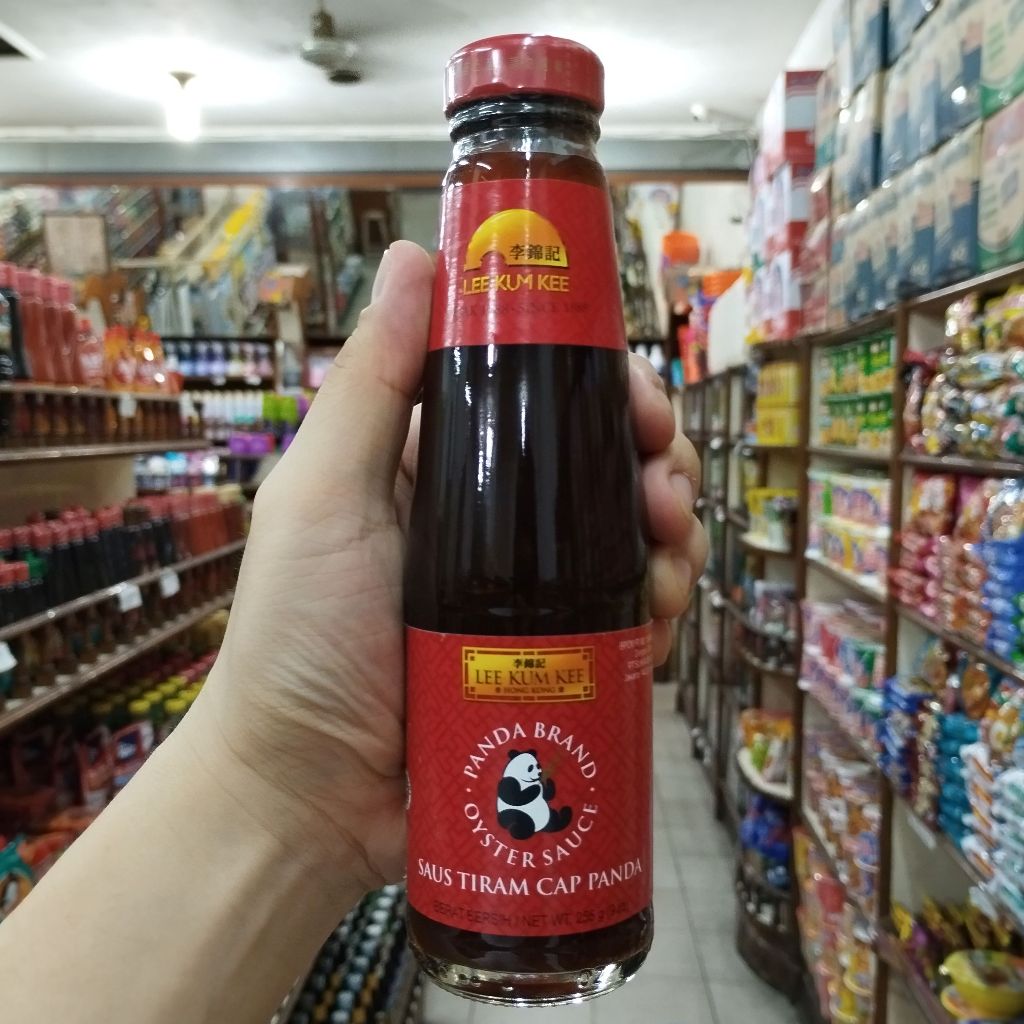 李錦記
LEE KUM KEE
李錦記
LEE KUM KEE
HONG KONG
PANDA BRAND
OYSTER SAUCE
SAUS TIRAM CAP PANDA
BERAT BERSIH / NET WT. 255 g